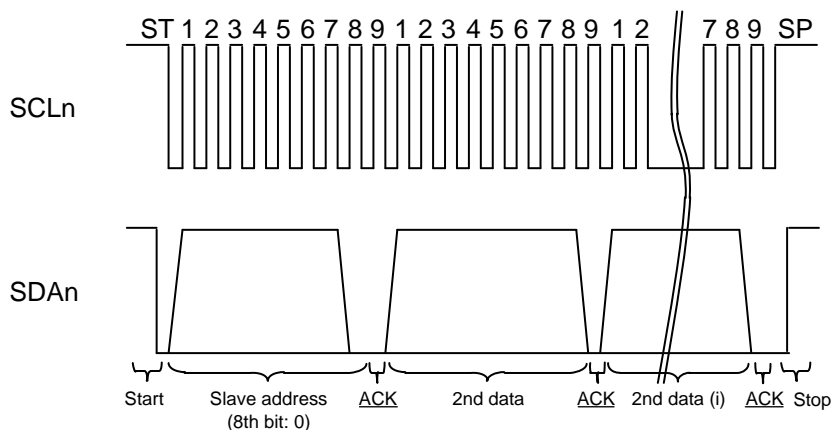 ST 1 2 3 4 5 6 7 8 9 1 2 3 4 5 6 7 8 9 1 2 7 8 9 SP
SCLn
SDAn
Start Slave address ACK 2nd data ACK 2nd data (i) ACK Stop
(8th bit: 0)